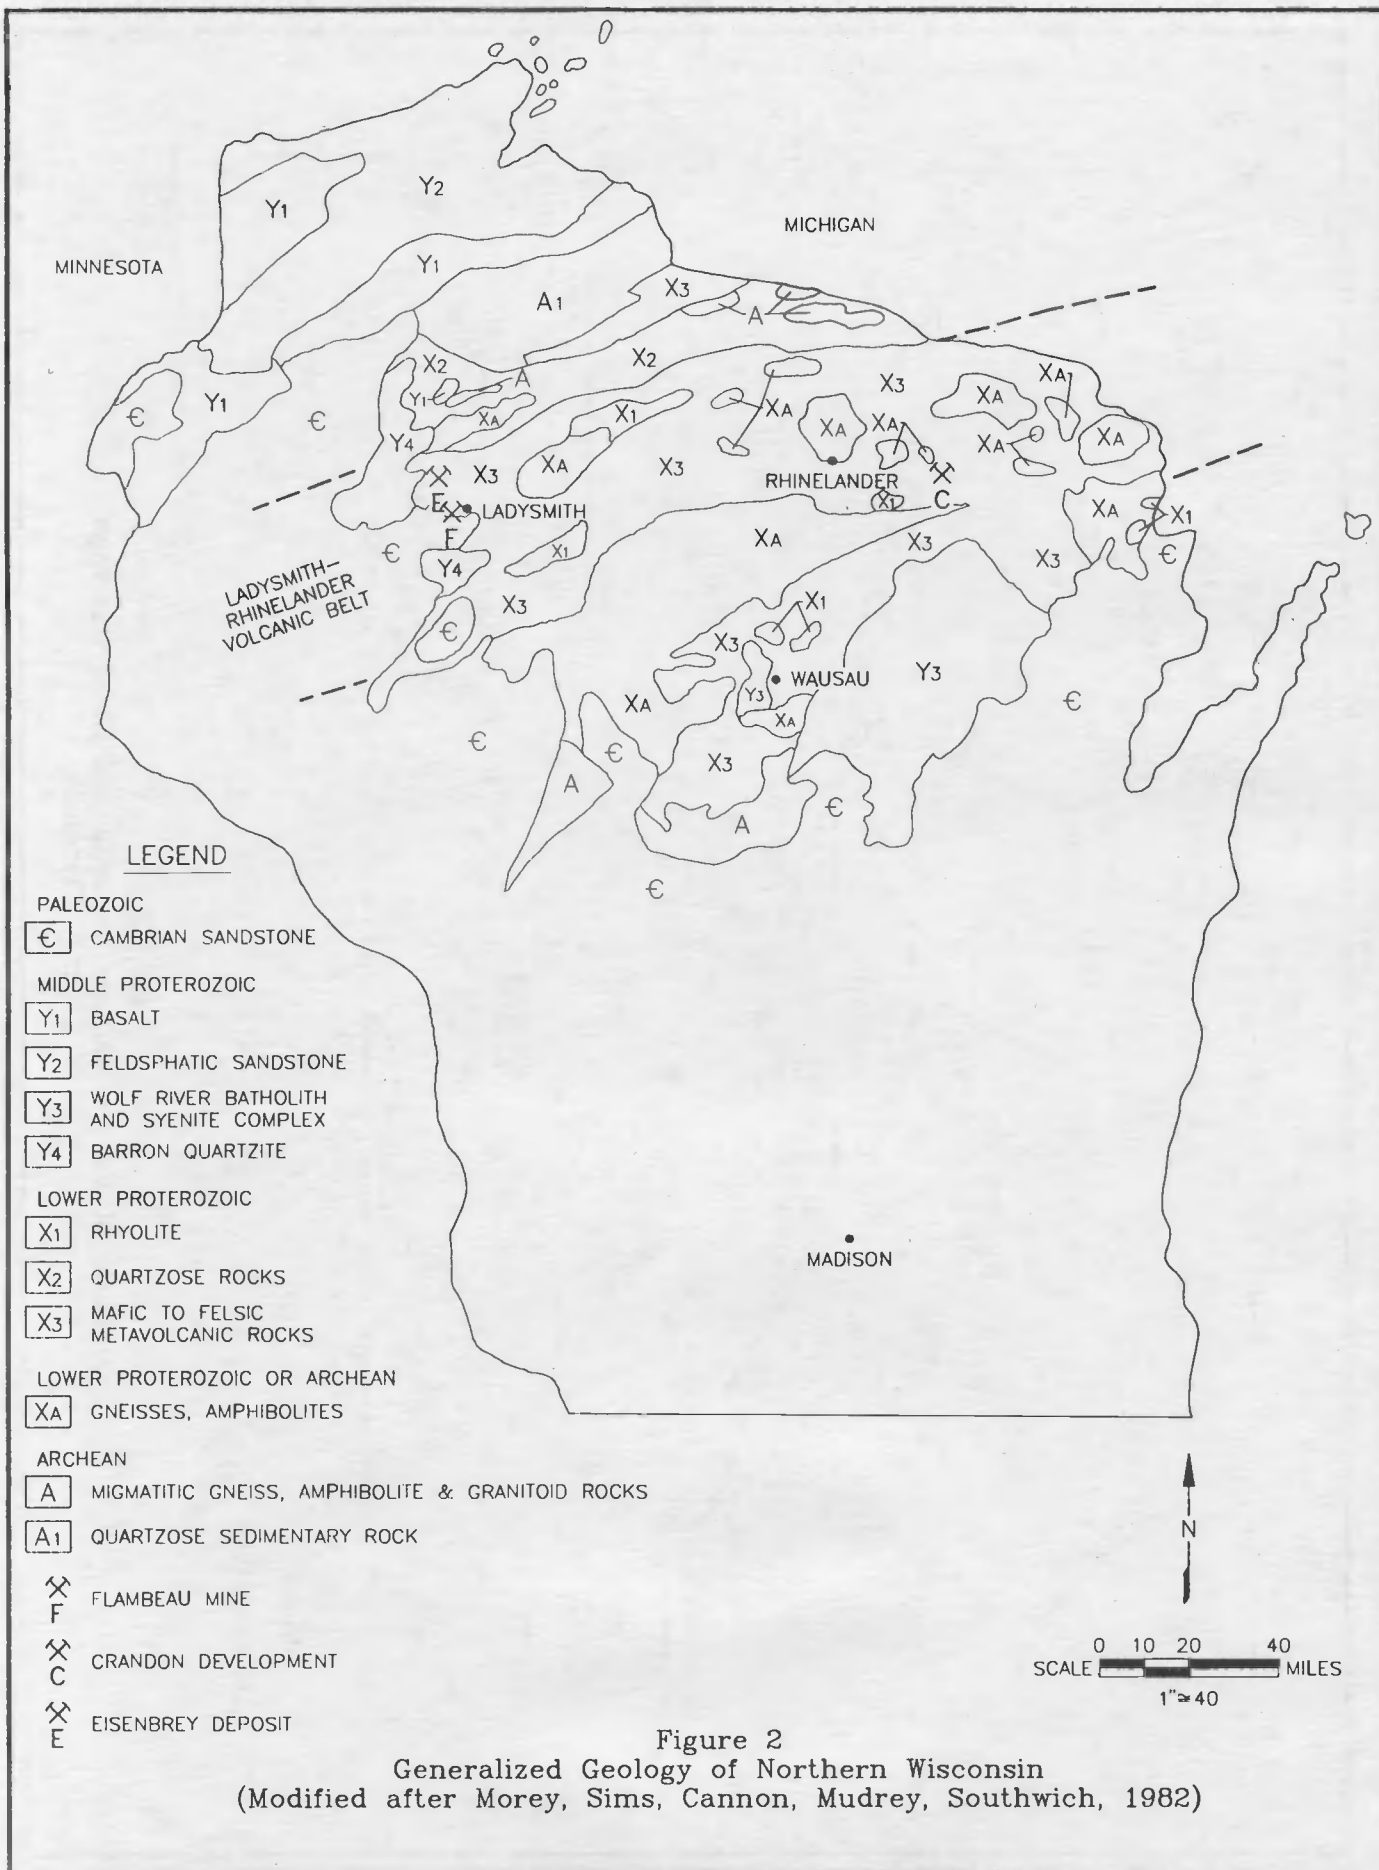 MICHIGAN
MINNESOTA
Y2
Y1
Y1
A1
X3
A
X2
X2
A
Y1
XA
X1
XA
X3
XA
XA
XA
XA
XA
XA
Є
Y1
Є
Y4
X3
XA
X3
RHINELANDER
X1
C
XA
X1
E
LADYSMITH
F
XA
X3
X3
Є
Є
Y4
X1
LADYSMITH–
RHINELANDER
VOLCANIC BELT
X3
Є
X1
X3
WAUSAU
Y3
Y3
XA
XA
Є
Є
Є
X3
A
A
Є
Є
MADISON
LEGEND
PALEOZOIC
Є CAMBRIAN SANDSTONE
MIDDLE PROTEROZOIC
Y1 BASALT
Y2 FELDSPHATIC SANDSTONE
Y3 WOLF RIVER BATHOLITH
AND SYENITE COMPLEX
Y4 BARRON QUARTZITE
LOWER PROTEROZOIC
X1 RHYOLITE
X2 QUARTZOSE ROCKS
X3 MAFIC TO FELSIC
METAVOLCANIC ROCKS
LOWER PROTEROZOIC OR ARCHEAN
XA GNEISSES, AMPHIBOLITES
ARCHEAN
A MIGMATITIC GNEISS, AMPHIBOLITE & GRANITOID ROCKS
A1 QUARTZOSE SEDIMENTARY ROCK
F FLAMBEAU MINE
C CRANDON DEVELOPMENT
E EISENBREY DEPOSIT
N
0 10 20 40
SCALE MILES
1"≃40
Figure 2
Generalized Geology of Northern Wisconsin
(Modified after Morey, Sims, Cannon, Mudrey, Southwich, 1982)